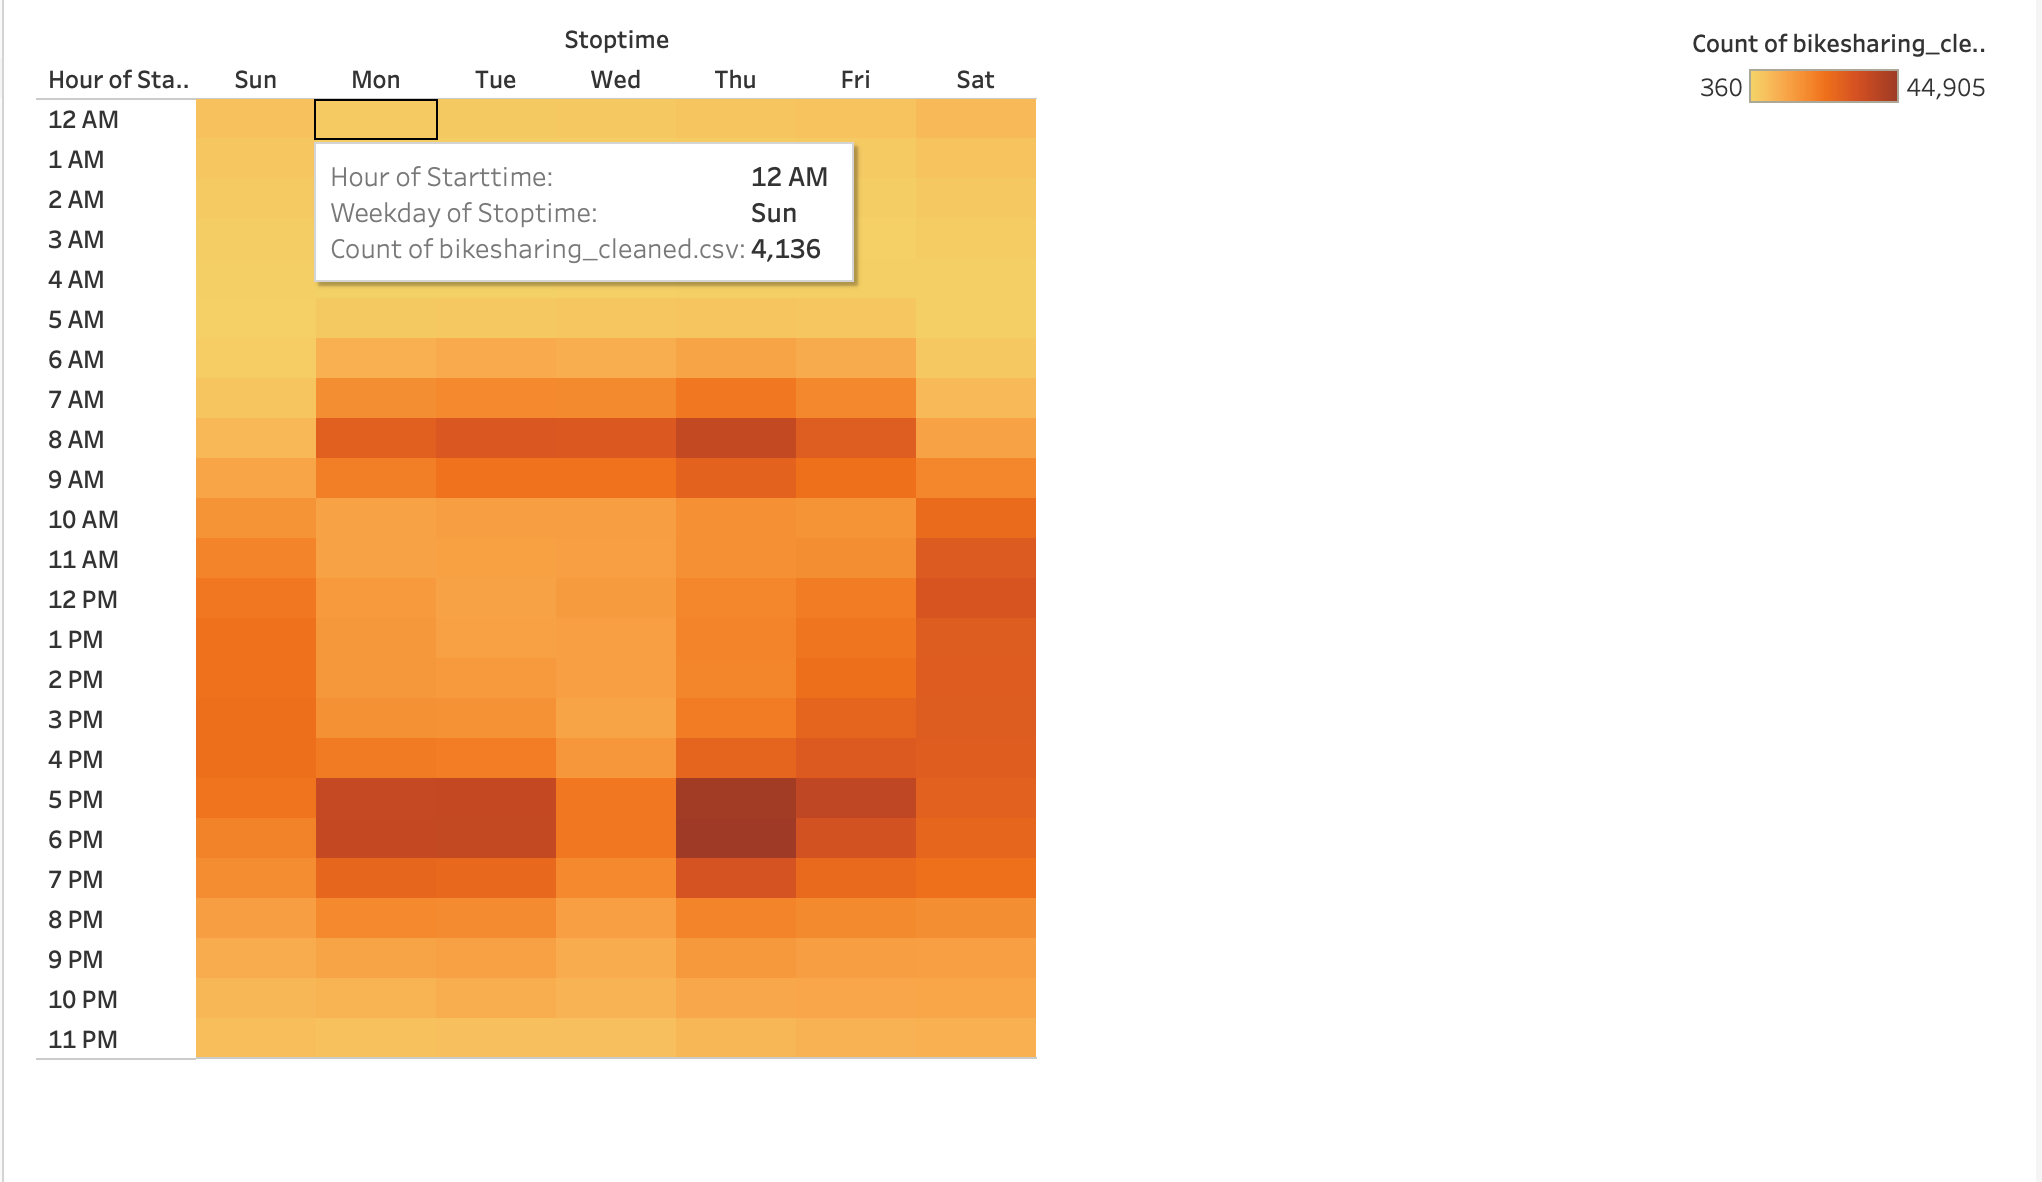 Stoptime
Count of bikesharing_cle..
360 44,905
Hour of Sta.. Sun Mon Tue Wed Thu Fri Sat
12 AM
1 AM
Hour of Starttime: 12 AM
2 AM
Weekday of Stoptime: Sun
3 AM
Count of bikesharing_cleaned.csv: 4,136
4 AM
5 AM
6 AM
7 AM
8 AM
9 AM
10 AM
11 AM
12 PM
1 PM
2 PM
3 PM
4 PM
5 PM
6 PM
7 PM
8 PM
9 PM
10 PM
11 PM